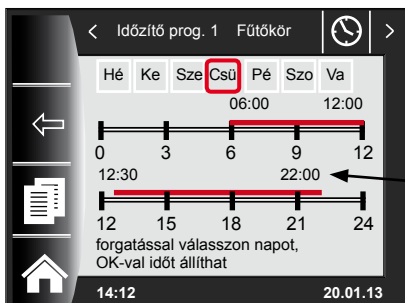 < Időzítő prog. 1 Fűtőkör >
Hé Ke Sze Csü Pé Szo Va
06:00 12:00
0 3 6 9 12
12:30 22:00
12 15 18 21 24
forgatással válasszon napot,
OK-val időt állíthat
14:12 20.01.13